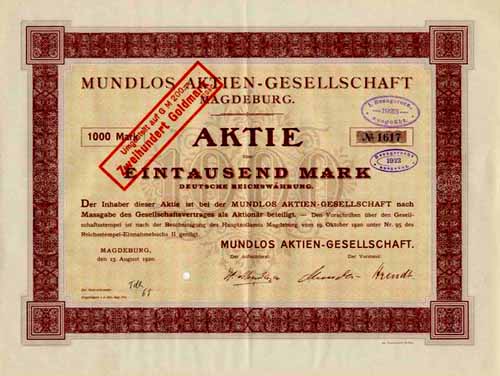 MUNDLOS AKTIEN-GESELLSCHAFT
MAGDEBURG.
Umgestellt auf G M 200.-
Zweihundert Goldmark
1000 Mark
AKTIE
№ 1617
1923
1000
EINTAUSEND MARK
DEUTSCHE REICHSWÄHRUNG.
Der Inhaber dieser Aktie ist bei der MUNDLOS AKTIEN-GESELLSCHAFT nach
Massgabe des Gesellschaftsvertrages als Aktionär beteiligt. – Den Vorschriften über den Gesell-
schaftsstempel ist nach der Bescheinigung des Hauptzollamts Magdeburg vom 19. Oktober 1920 unter Nr. 95 des
Reichsstempel-Einnahmebuchs II genügt.
MAGDEBURG,
den 13. August 1920.
MUNDLOS AKTIEN-GESELLSCHAFT.
Der Aufsichtsrat:
Der Vorstand:
Arendt